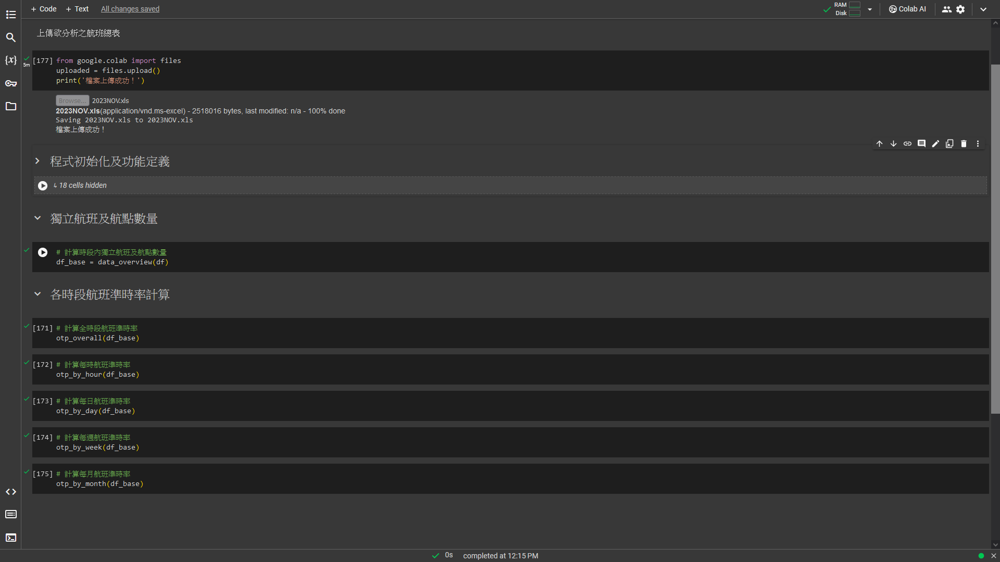 + Code + Text All changes saved
RAM
Disk
Colab AI
上傳欲分析之航班總表
{x}
5m
[177] from google.colab import files
uploaded = files.upload()
print('檔案上傳成功！')
Browse... 2023NOV.xls
2023NOV.xls(application/vnd.ms-excel) - 2518016 bytes, last modified: n/a - 100% done
Saving 2023NOV.xls to 2023NOV.xls
檔案上傳成功！
程式初始化及功能定義
↳ 18 cells hidden
獨立航班及航點數量
# 計算時段內獨立航班及航點數量
df_base = data_overview(df)
各時段航班準時率計算
[171] # 計算全時段航班準時率
otp_overall(df_base)
[172] # 計算每時航班準時率
otp_by_hour(df_base)
[173] # 計算每日航班準時率
otp_by_day(df_base)
[174] # 計算每週航班準時率
otp_by_week(df_base)
[175] # 計算每月航班準時率
otp_by_month(df_base)
0s completed at 12:15 PM